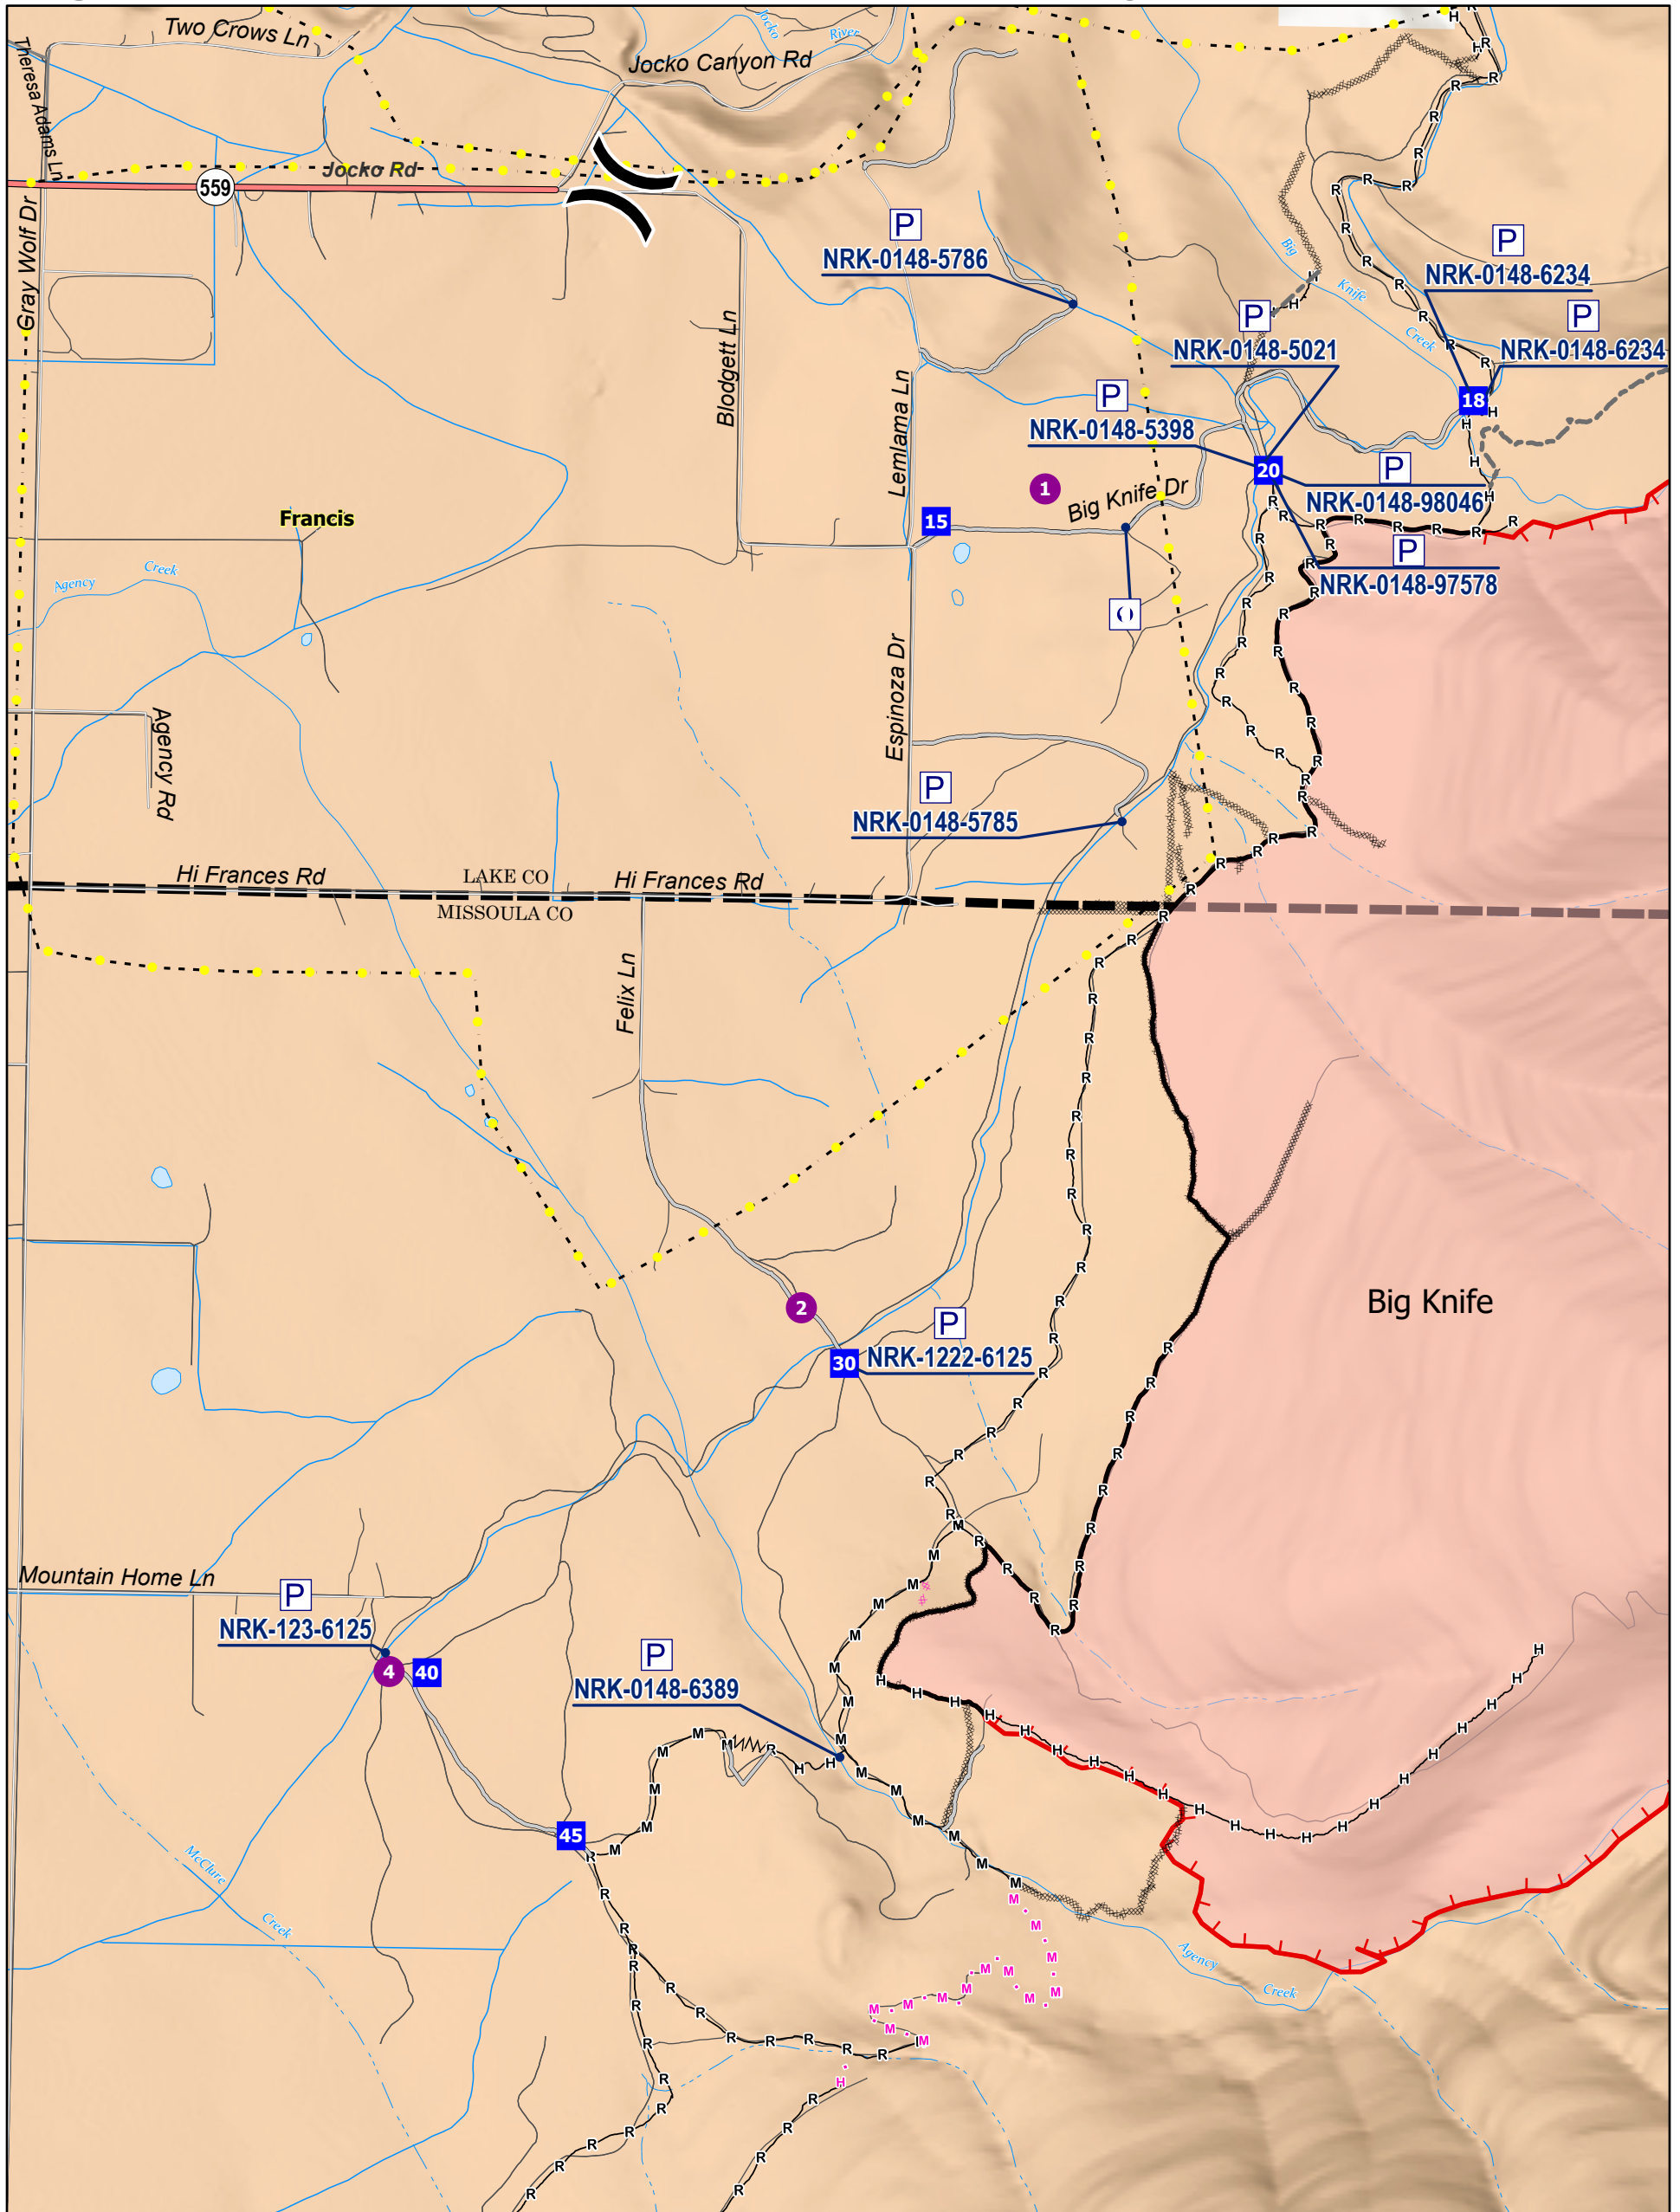 Two Crows Ln
Jocko
River
Jocko Canyon Rd
Theresa Adams Ln
Jocko Rd
559
Gray Wolf Dr
P
NRK-0148-5786
P
NRK-0148-6234
Big
Knife
Creek
P
NRK-0148-5021
P
NRK-0148-6234
Blodgett Ln
Lemlama Ln
P
NRK-0148-5398
18
20
1
Big Knife Dr
P
NRK-0148-98046
15
Francis
P
NRK-0148-97578
Agency
Creek
Espinoza Dr
Agency Rd
P
NRK-0148-5785
Hi Frances Rd
LAKE CO
Hi Frances Rd
MISSOULA CO
Felix Ln
Big Knife
2
P
30
NRK-1222-6125
Mountain Home Ln
P
NRK-123-6125
4
40
P
NRK-0148-6389
45
McClure
Creek
Agency
Creek